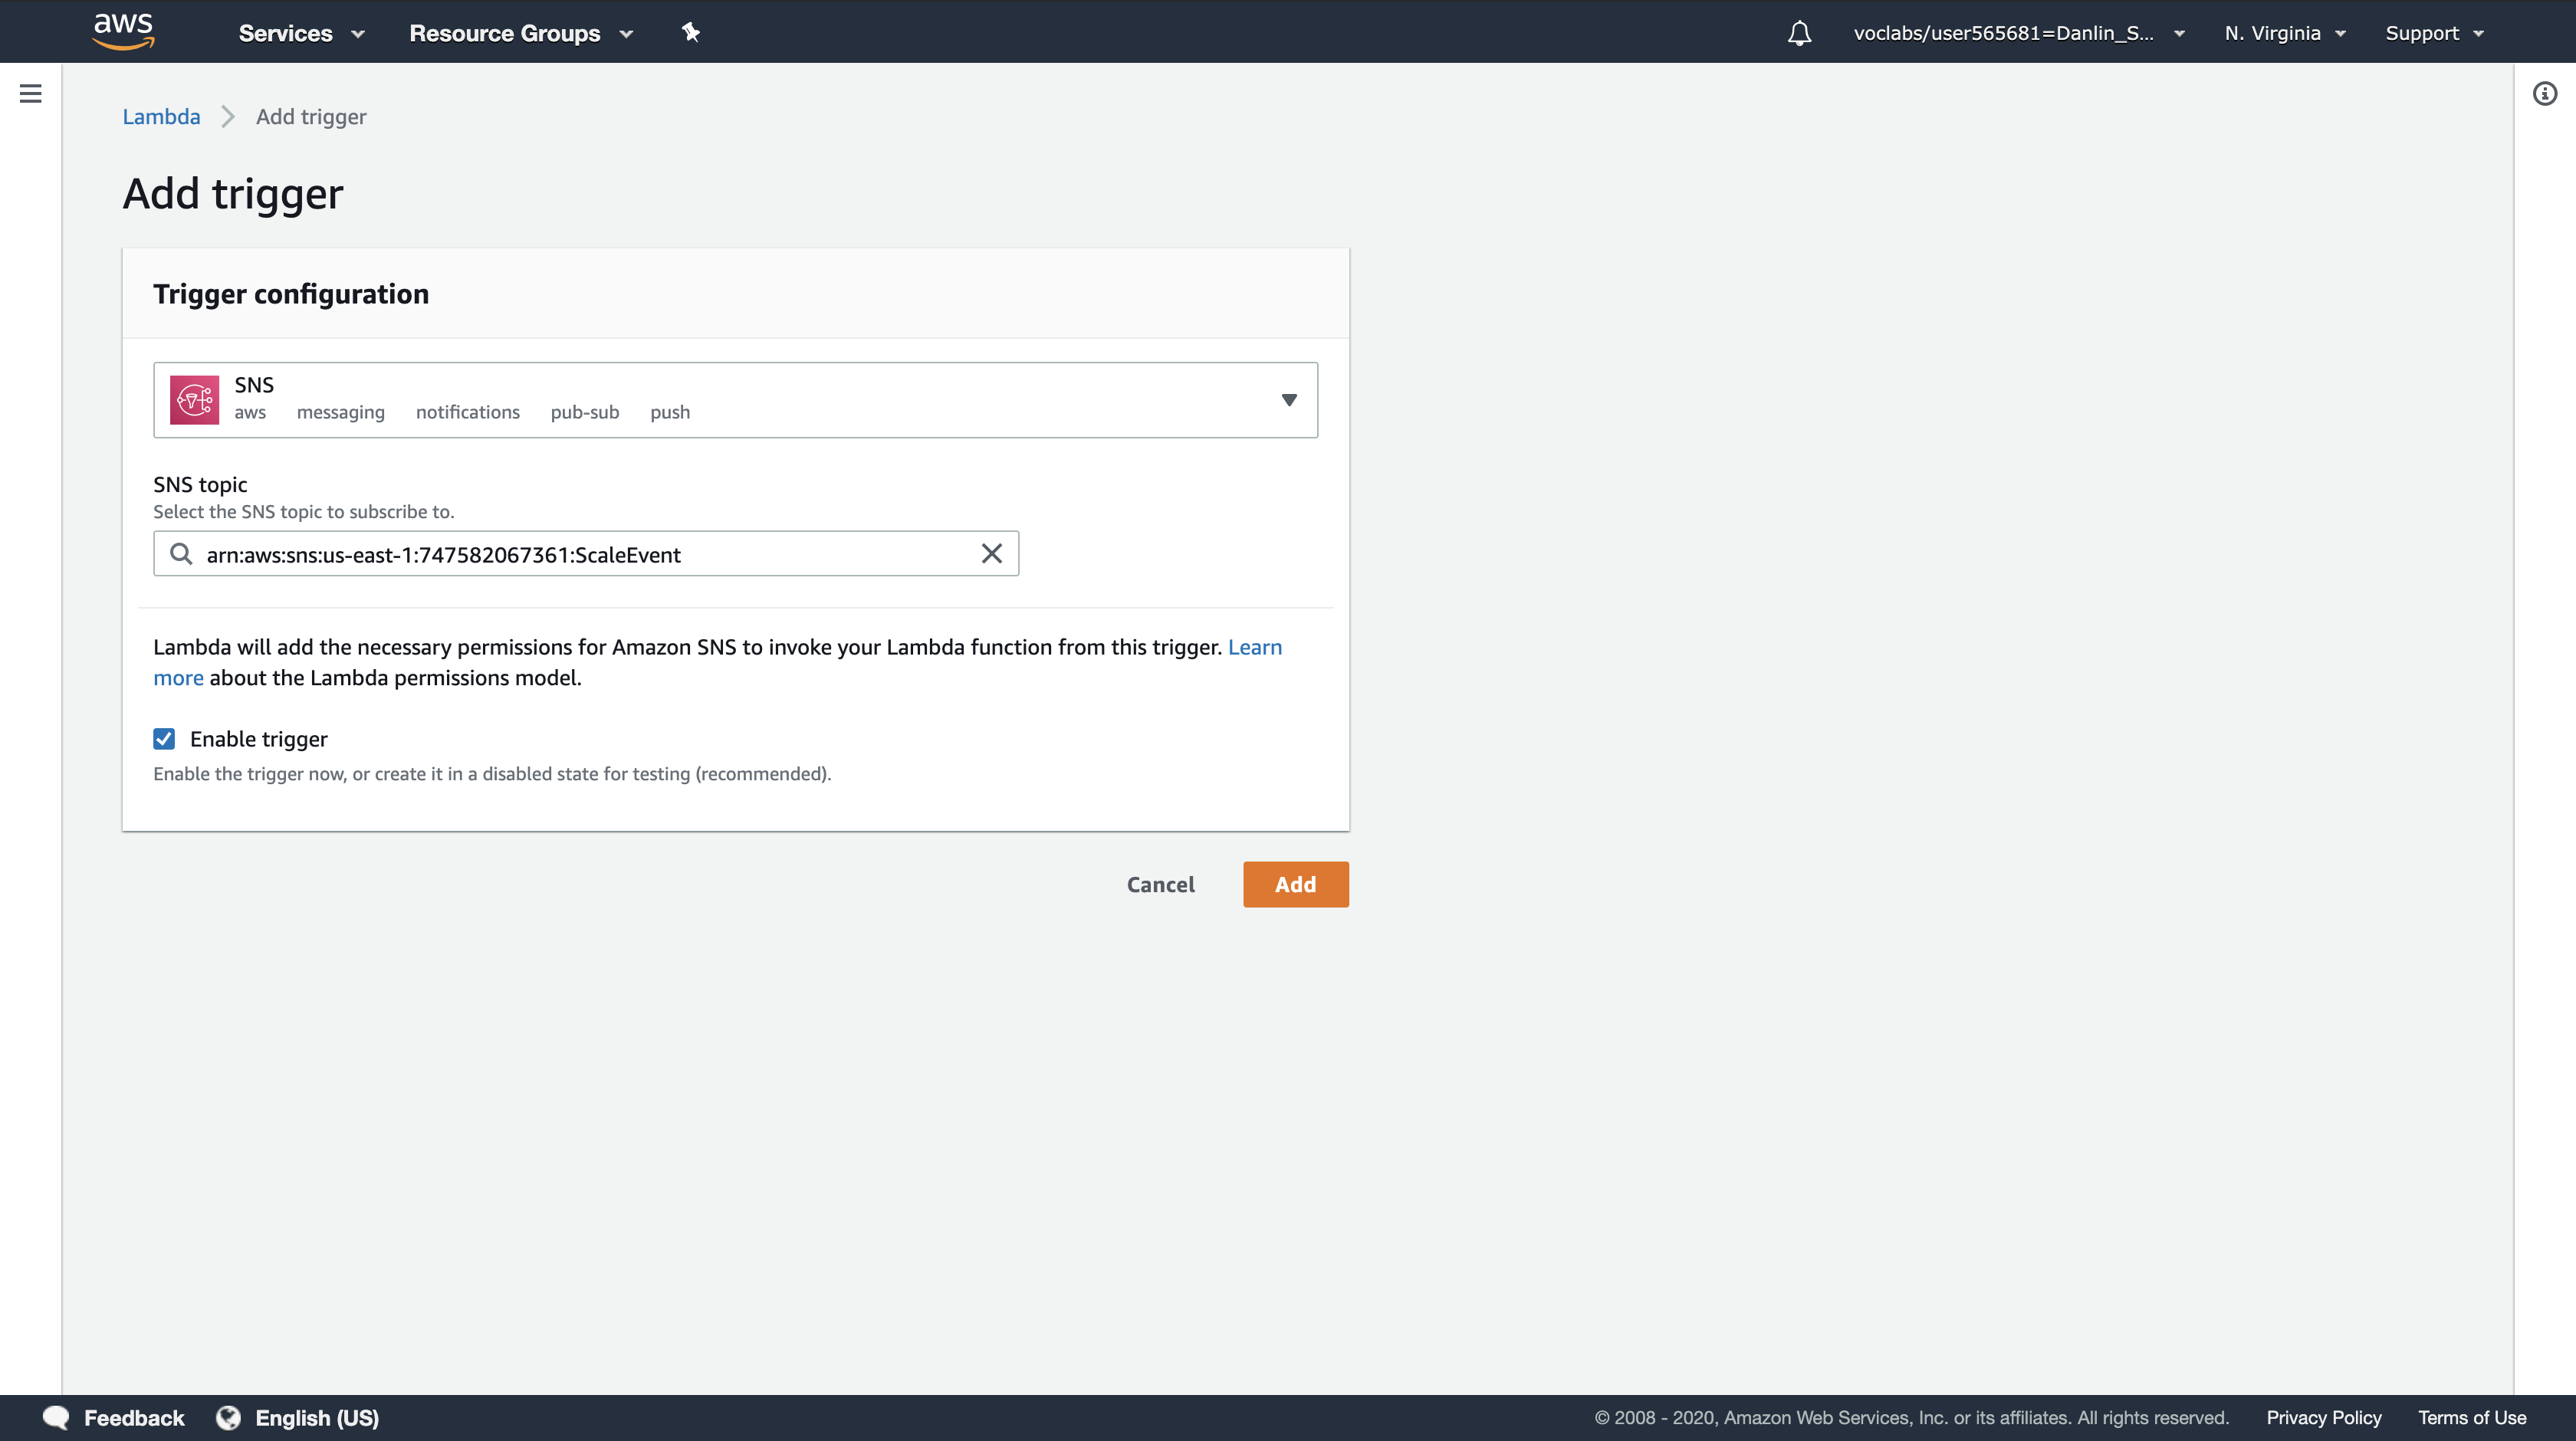 aws
Services
Resource Groups
voclabs/user565681=Danlin_S...
N. Virginia
Support
Lambda
Add trigger
Add trigger
Trigger configuration
SNS
aws messaging notifications pub-sub push
SNS topic
Select the SNS topic to subscribe to.
arn:aws:sns:us-east-1:747582067361:ScaleEvent
Lambda will add the necessary permissions for Amazon SNS to invoke your Lambda function from this trigger. Learn
more about the Lambda permissions model.
Enable trigger
Enable the trigger now, or create it in a disabled state for testing (recommended).
Cancel
Add
Feedback
English (US)
© 2008 - 2020, Amazon Web Services, Inc. or its affiliates. All rights reserved.
Privacy Policy
Terms of Use